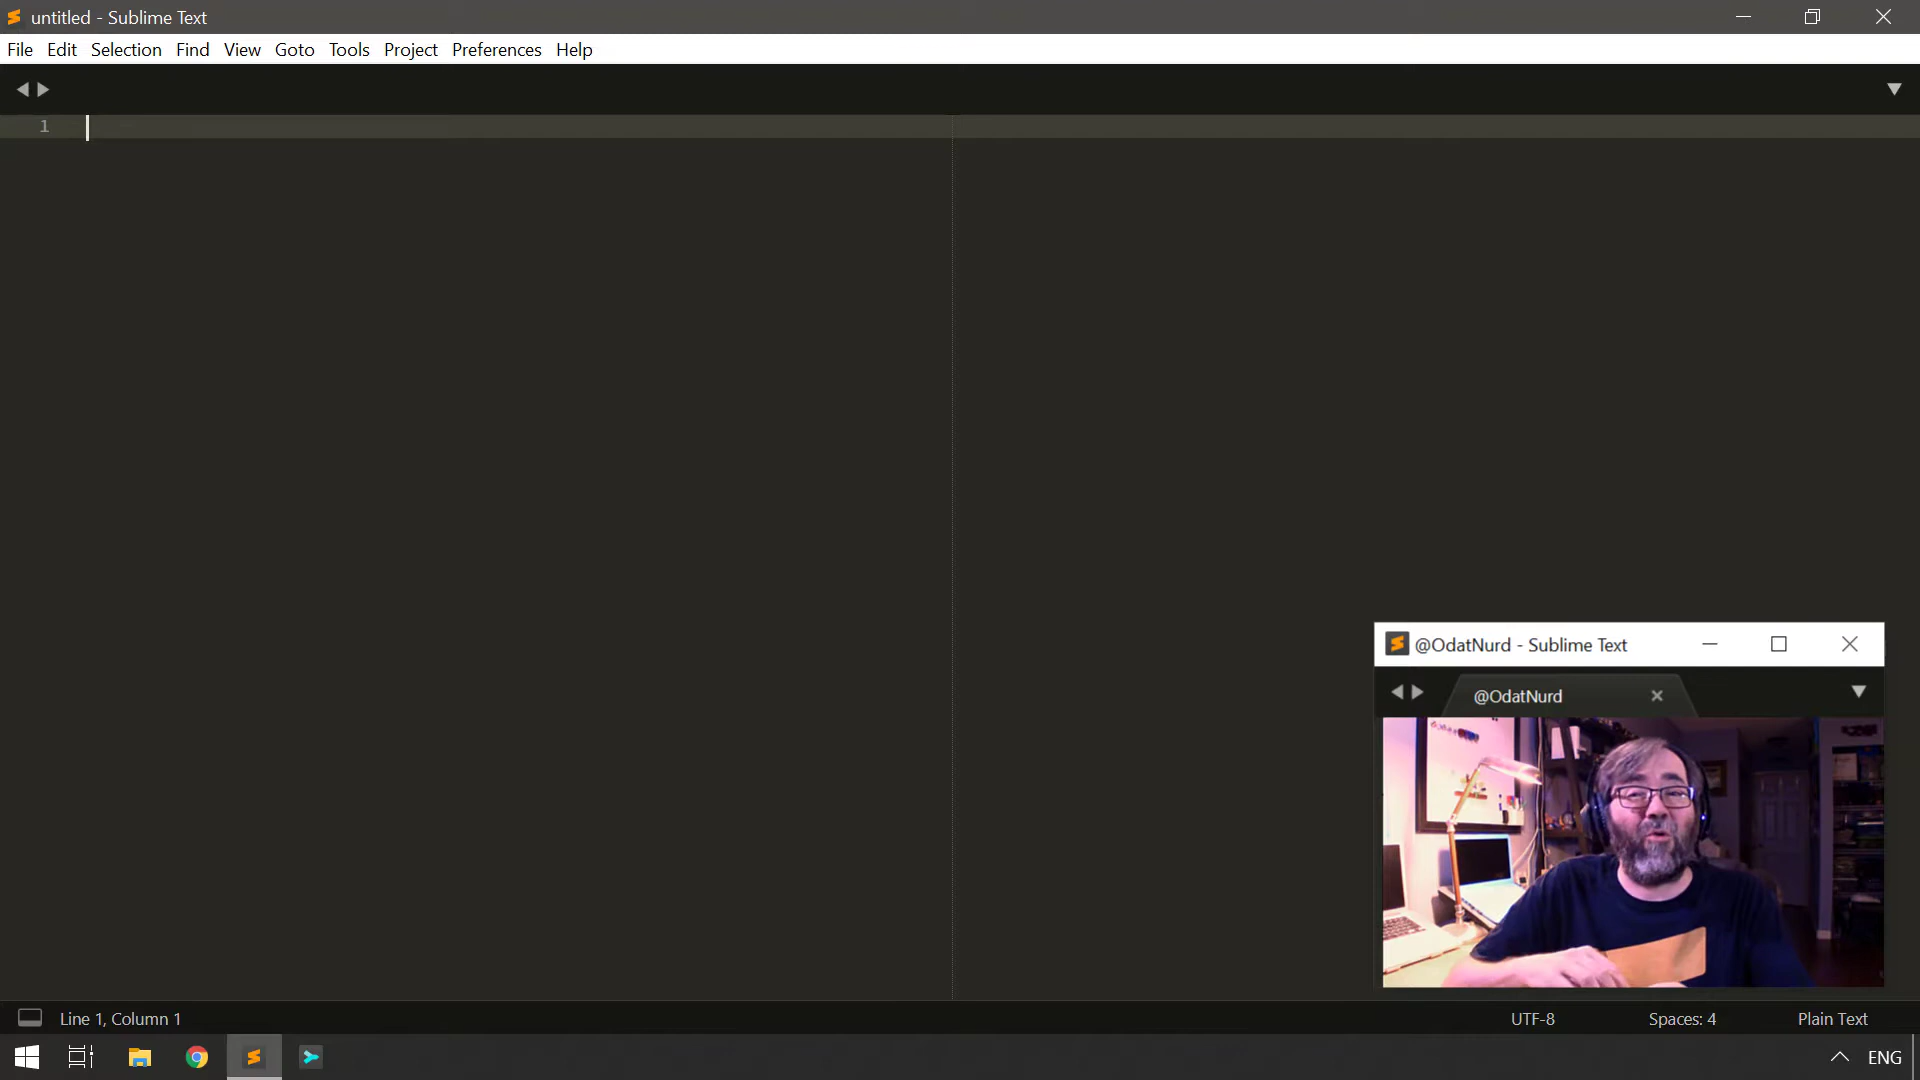 untitled - Sublime Text
File Edit Selection Find View Goto Tools Project Preferences Help
1
@OdatNurd - Sublime Text
@OdatNurd
Line 1, Column 1
UTF-8
Spaces: 4
Plain Text
ENG